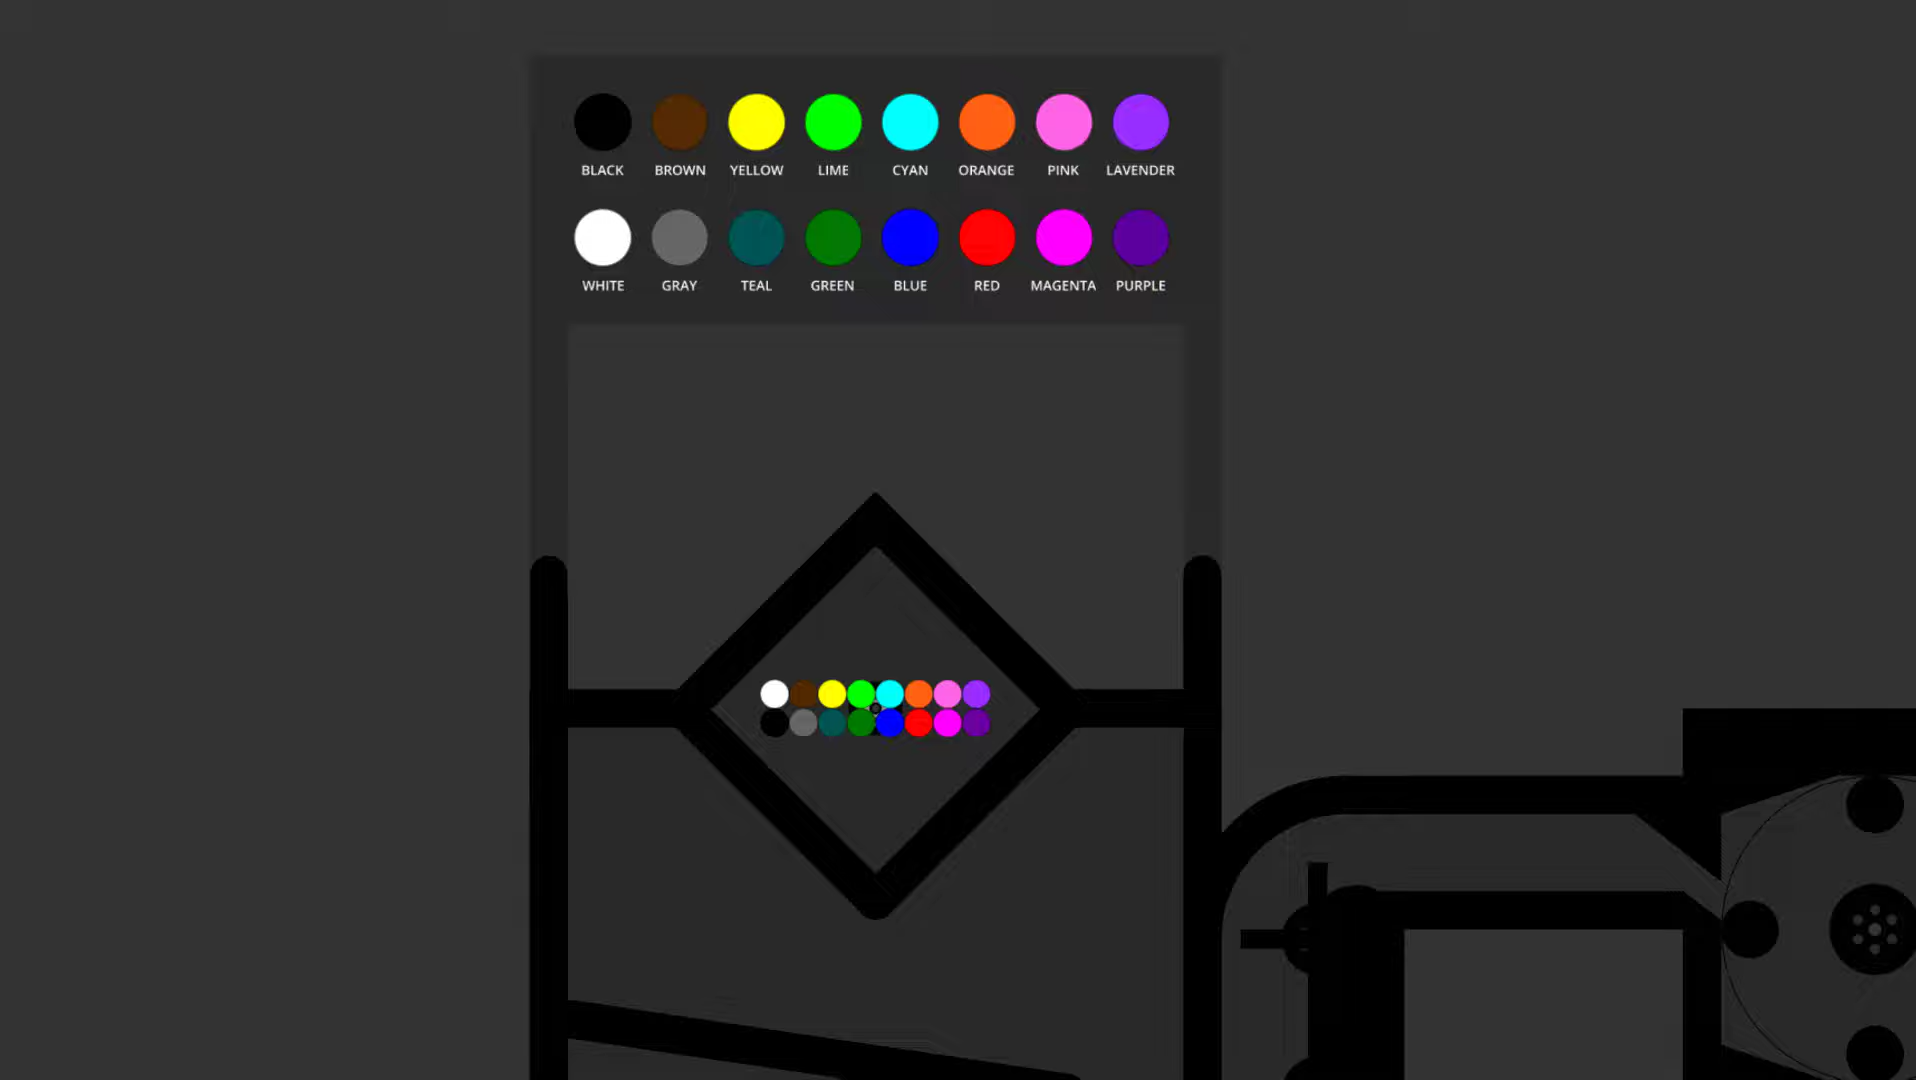 BLACK BROWN YELLOW LIME CYAN ORANGE PINK LAVENDER
WHITE GRAY TEAL GREEN BLUE RED MAGENTA PURPLE